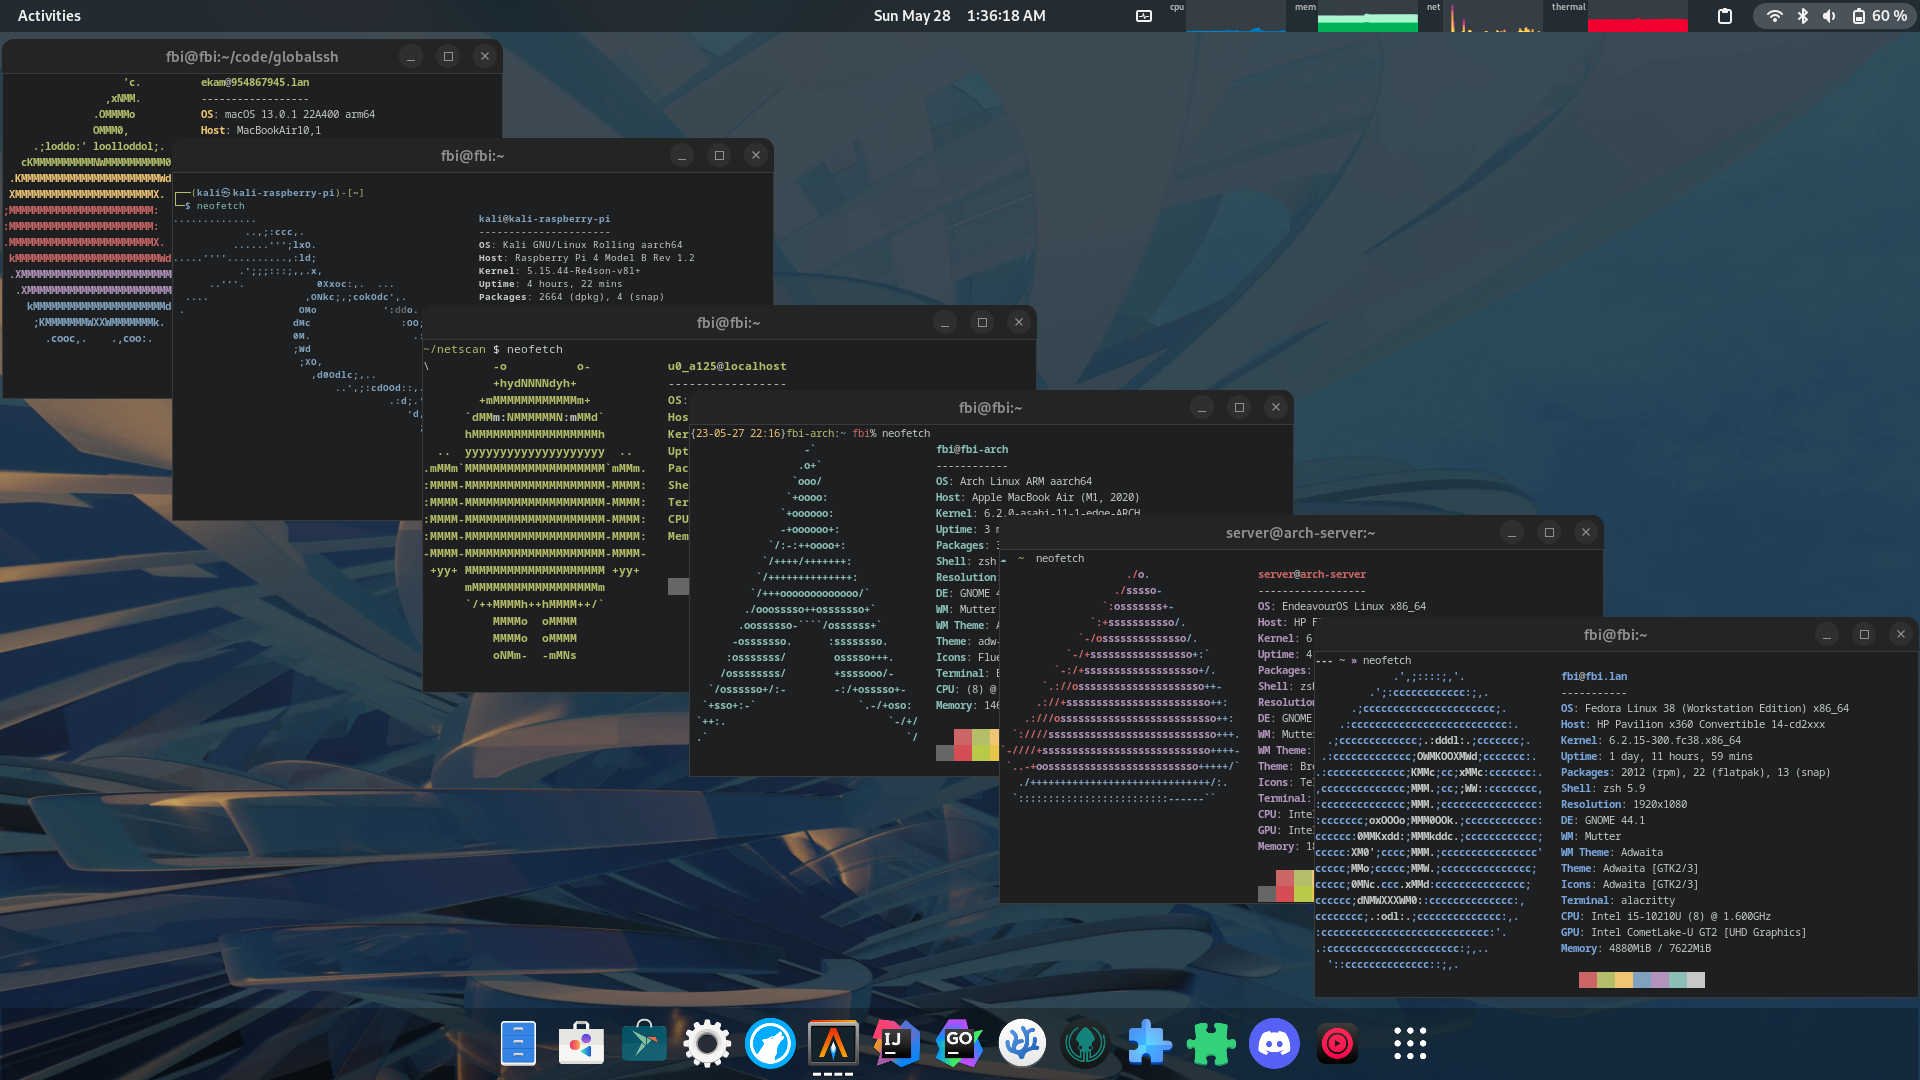 Activities
Sun May 28 1:36:18 AM
cpu
mem
net
thermal
60 %
fbi@fbi:~/code/globalssh
ekam@954867945.lan
------------------
OS: macOS 13.0.1 22A400 arm64
Host: MacBookAir10,1
fbi@fbi:~
┌──(kali㉿kali-raspberry-pi)-[~]
└─$ neofetch
kali@kali-raspberry-pi
----------------------
OS: Kali GNU/Linux Rolling aarch64
Host: Raspberry Pi 4 Model B Rev 1.2
Kernel: 5.15.44-Re4son-v8l+
Uptime: 4 hours, 22 mins
Packages: 2664 (dpkg), 4 (snap)
fbi@fbi:~
~/netscan $ neofetch
u0_a125@localhost
-----------------
OS:
Hos
Ker
Upt
Pac
She
Ter
CPU
Mem
fbi@fbi:~
{23-05-27 22:16}fbi-arch:~ fbi% neofetch
fbi@fbi-arch
------------
OS: Arch Linux ARM aarch64
Host: Apple MacBook Air (M1, 2020)
Kernel: 6.2.0-asahi-11-1-edge-ARCH
Uptime: 3 m
Packages:
Shell: zsh
Resolution
DE: GNOME 4
WM: Mutter
WM Theme: A
Theme: adw-
Icons: Flue
Terminal:
CPU: (8) @
Memory: 146
server@arch-server:~
~ neofetch
server@arch-server
------------------
OS: EndeavourOS Linux x86_64
Host: HP
Kernel: 6
Uptime: 4
Packages:
Shell: zsh
Resolution
DE: GNOME
WM: Mutte
WM Theme:
Theme: Br
Icons: Te
Terminal:
CPU: Inte
GPU: Inte
Memory: 18
fbi@fbi:~
--- ~ » neofetch
fbi@fbi.lan
-----------
OS: Fedora Linux 38 (Workstation Edition) x86_64
Host: HP Pavilion x360 Convertible 14-cd2xxx
Kernel: 6.2.15-300.fc38.x86_64
Uptime: 1 day, 11 hours, 59 mins
Packages: 2012 (rpm), 22 (flatpak), 13 (snap)
Shell: zsh 5.9
Resolution: 1920x1080
DE: GNOME 44.1
WM: Mutter
WM Theme: Adwaita
Theme: Adwaita [GTK2/3]
Icons: Adwaita [GTK2/3]
Terminal: alacritty
CPU: Intel i5-10210U (8) @ 1.600GHz
GPU: Intel CometLake-U GT2 [UHD Graphics]
Memory: 4880MiB / 7622MiB
IJ
GO